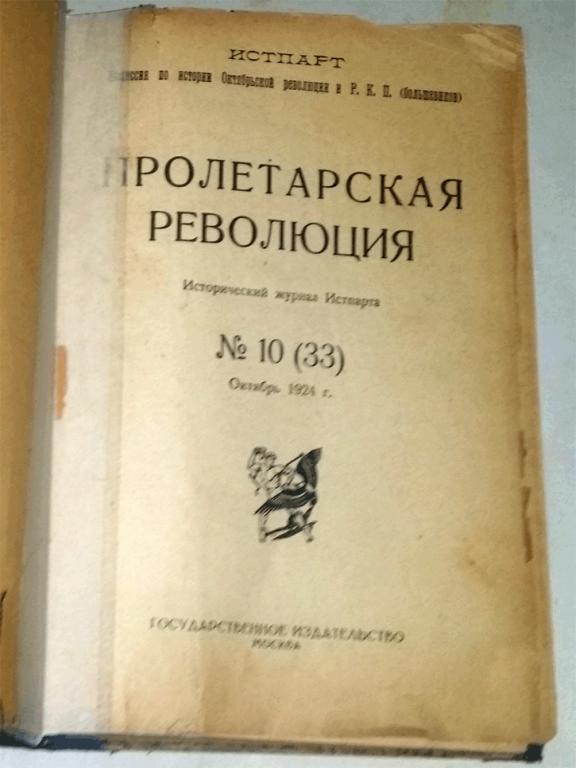 ИСТПАРТ
Комиссия по истории Октябрьской революции и Р. К. П. (большевиков)
ПРОЛЕТАРСКАЯ
РЕВОЛЮЦИЯ
Исторический журнал Истпарта
№ 10 (33)
Октябрь 1924 г.
ГОСУДАРСТВЕННОЕ ИЗДАТЕЛЬСТВО
МОСКВА